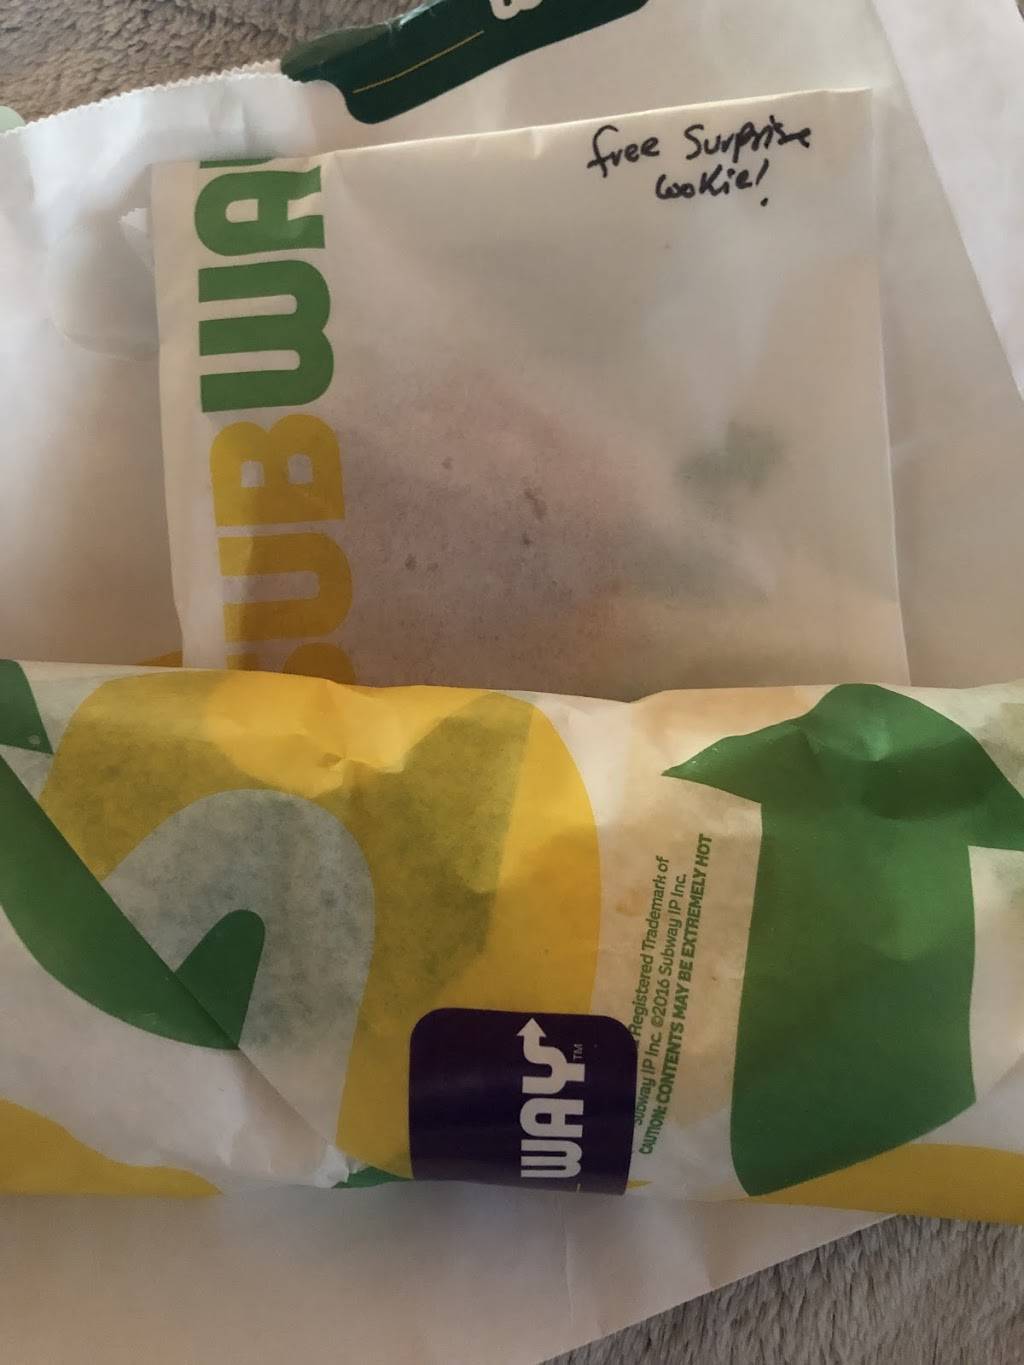 free Surprise
Cookie!
SUBWA
Registered Trademark of
Subway IP Inc. ©2016 Subway IP Inc.
CAUTION: CONTENTS MAY BE EXTREMELY HOT
WAY™